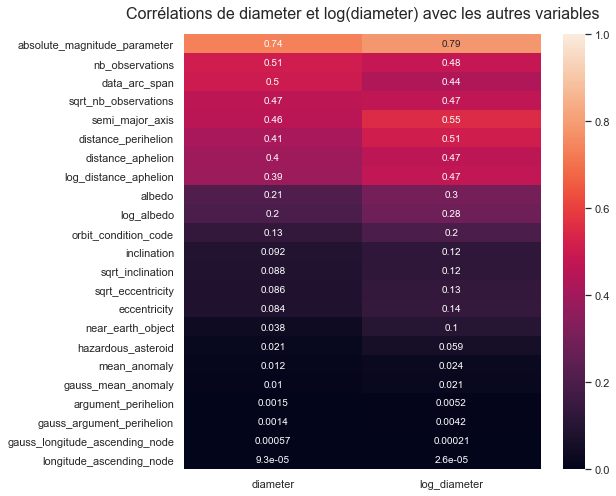 Corrélations de diameter et log(diameter) avec les autres variables
absolute_magnitude_parameter 0.74 0.79
nb_observations 0.51 0.48
data_arc_span 0.5 0.44
sqrt_nb_observations 0.47 0.47
semi_major_axis 0.46 0.55
distance_perihelion 0.41 0.51
distance_aphelion 0.4 0.47
log_distance_aphelion 0.39 0.47
albedo 0.21 0.3
log_albedo 0.2 0.28
orbit_condition_code 0.13 0.2
inclination 0.092 0.12
sqrt_inclination 0.088 0.12
sqrt_eccentricity 0.086 0.13
eccentricity 0.084 0.14
near_earth_object 0.038 0.1
hazardous_asteroid 0.021 0.059
mean_anomaly 0.012 0.024
gauss_mean_anomaly 0.01 0.021
argument_perihelion 0.0015 0.0052
gauss_argument_perihelion 0.0014 0.0042
gauss_longitude_ascending_node 0.00057 0.00021
longitude_ascending_node 9.3e-05 2.6e-05
diameter log_diameter
1.0
0.8
0.6
0.4
0.2
0.0